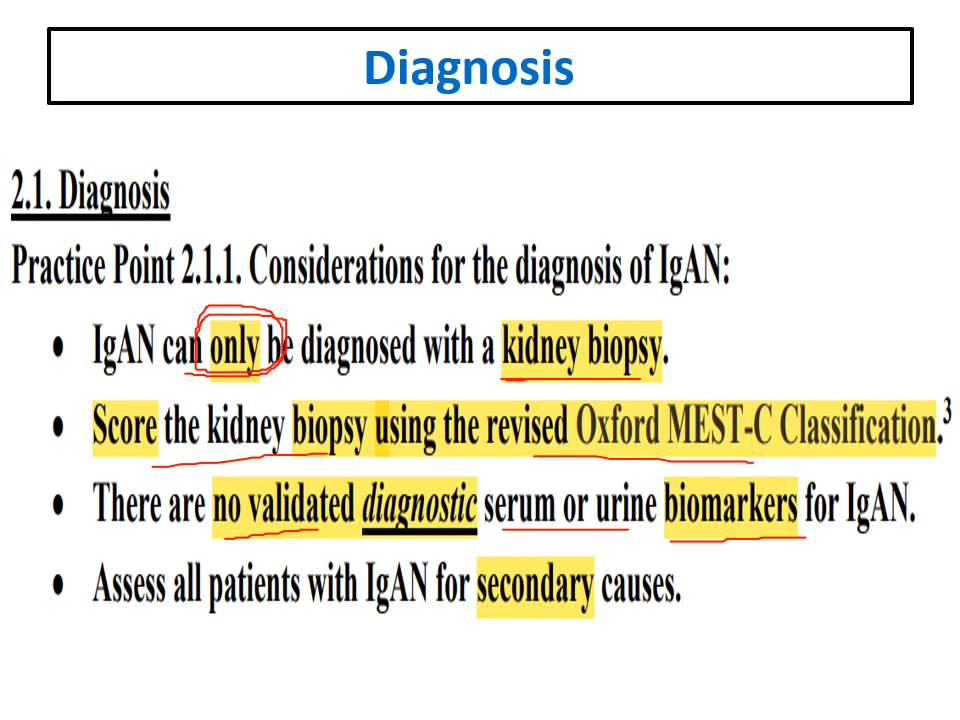 Diagnosis
2.1. Diagnosis
Practice Point 2.1.1. Considerations for the diagnosis of IgAN:
• IgAN can only be diagnosed with a kidney biopsy.
• Score the kidney biopsy using the revised Oxford MEST-C Classification.³
• There are no validated diagnostic serum or urine biomarkers for IgAN.
• Assess all patients with IgAN for secondary causes.